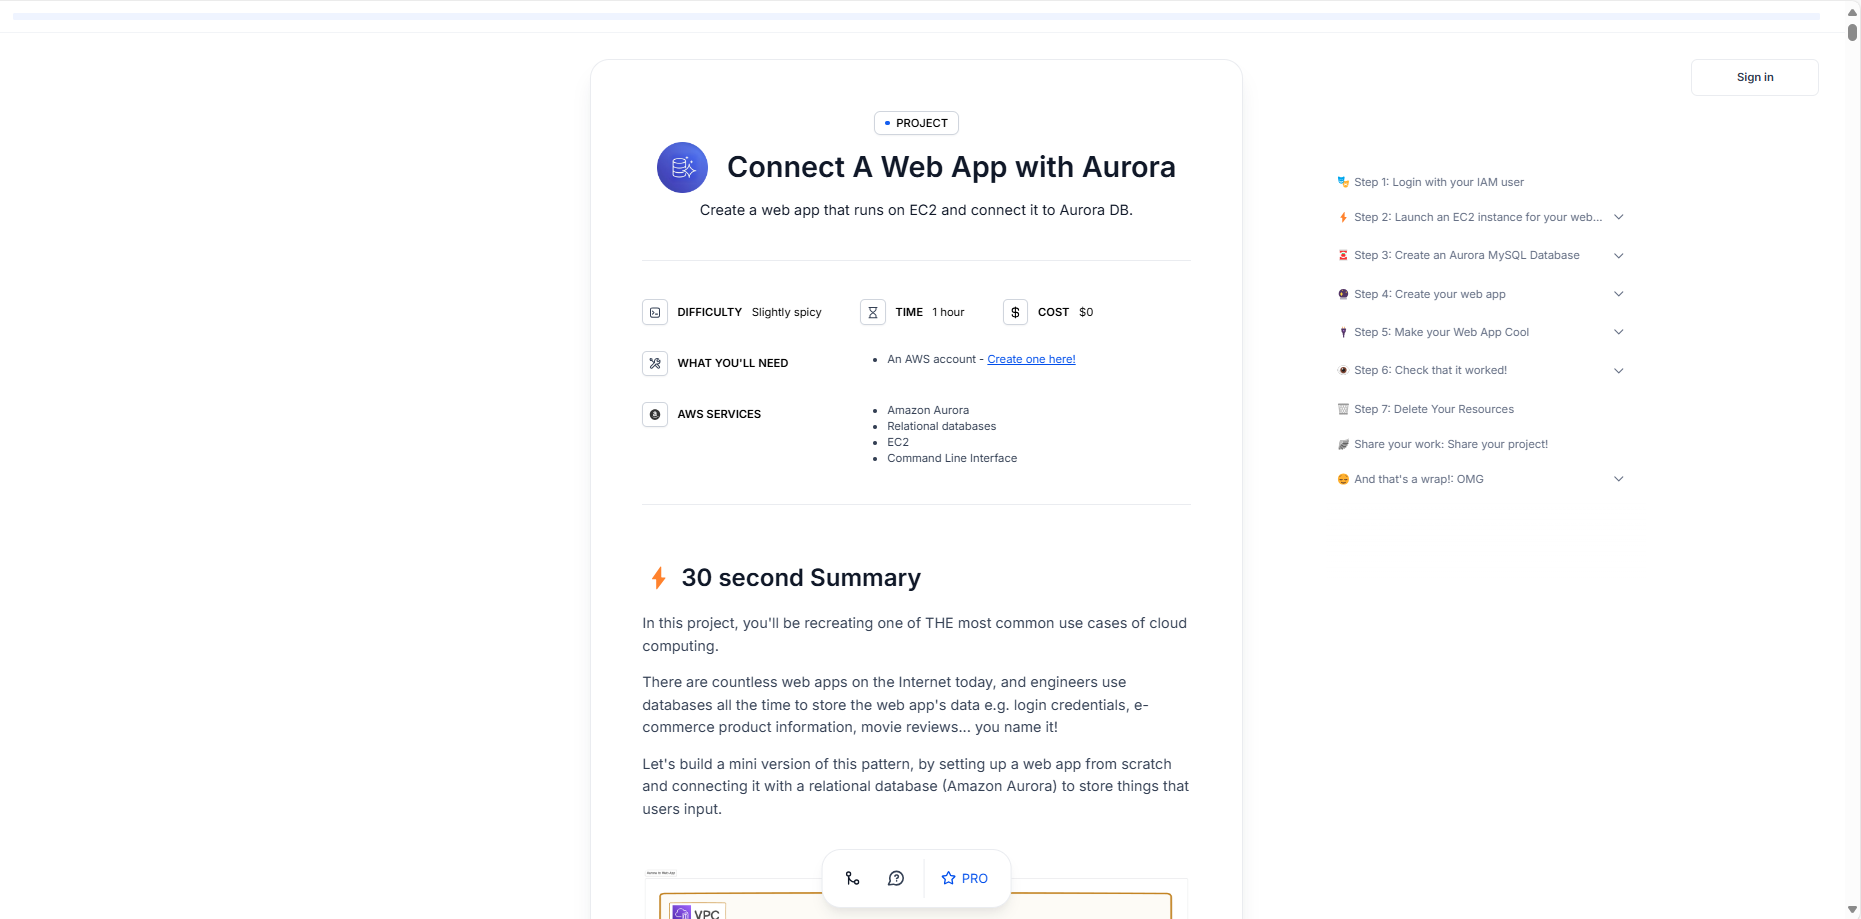 Sign in
PROJECT
Connect A Web App with Aurora
Create a web app that runs on EC2 and connect it to Aurora DB.
DIFFICULTY Slightly spicy
TIME 1 hour
COST $0
WHAT YOU'LL NEED
An AWS account - Create one here!
AWS SERVICES
Amazon Aurora
Relational databases
EC2
Command Line Interface
30 second Summary
In this project, you'll be recreating one of THE most common use cases of cloud
computing.
There are countless web apps on the Internet today, and engineers use
databases all the time to store the web app's data e.g. login credentials, e-
commerce product information, movie reviews... you name it!
Let's build a mini version of this pattern, by setting up a web app from scratch
and connecting it with a relational database (Amazon Aurora) to store things that
users input.
VPC
PRO
Step 1: Login with your IAM user
Step 2: Launch an EC2 instance for your web...
Step 3: Create an Aurora MySQL Database
Step 4: Create your web app
Step 5: Make your Web App Cool
Step 6: Check that it worked!
Step 7: Delete Your Resources
Share your work: Share your project!
And that's a wrap!: OMG